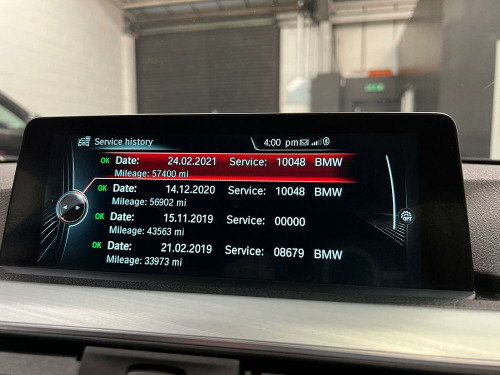 Service history 4:00 pm
OK Date: 24.02.2021 Service: 10048 BMW
Mileage: 57400 mi
OK Date: 14.12.2020 Service: 10048 BMW
Mileage: 56902 mi
OK Date: 15.11.2019 Service: 00000
Mileage: 43563 mi
OK Date: 21.02.2019 Service: 08679 BMW
Mileage: 33973 mi